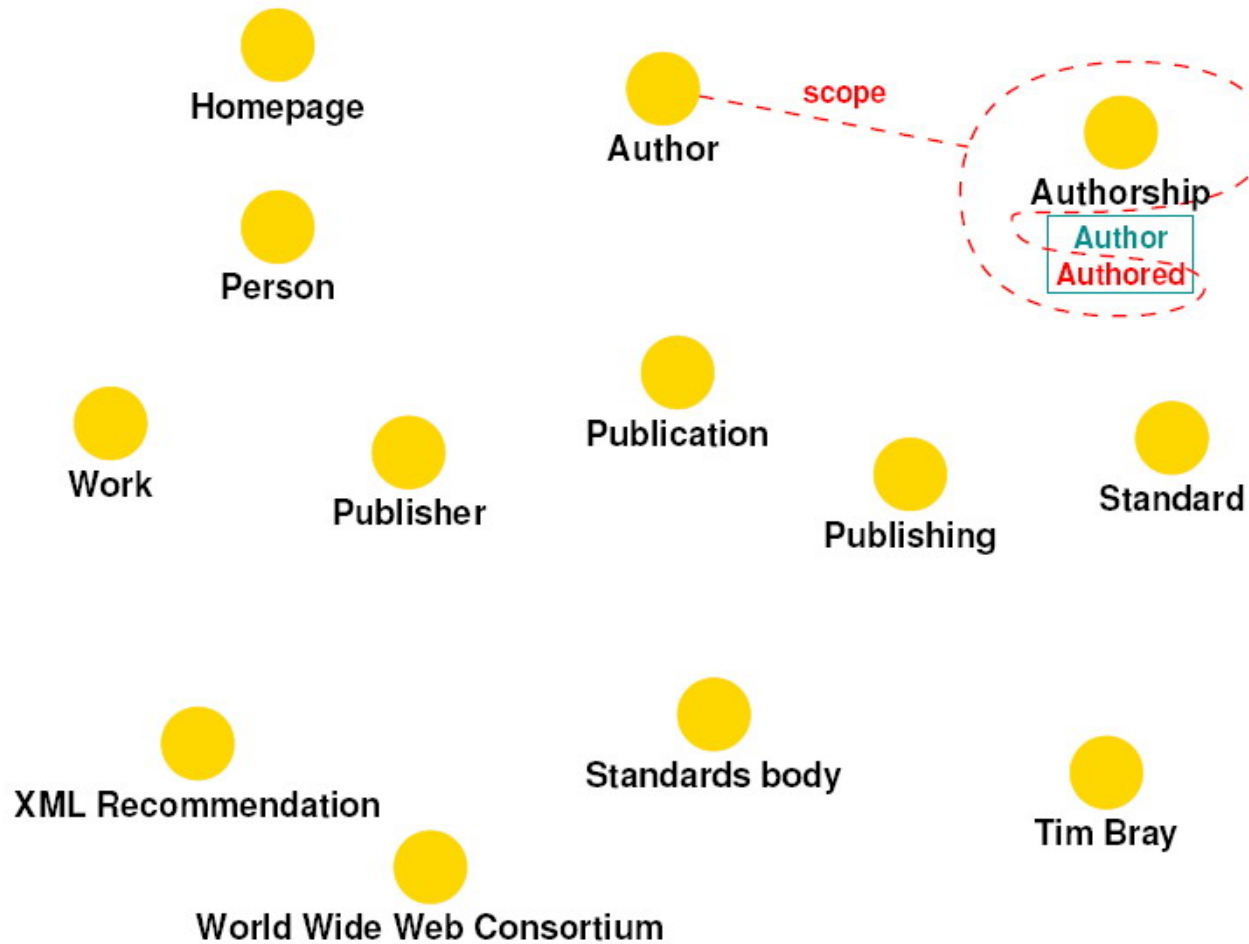 Homepage
scope
Author
Authorship
Author
Authored
Person
Publication
Work
Publisher
Publishing
Standard
Standards body
XML Recommendation
Tim Bray
World Wide Web Consortium